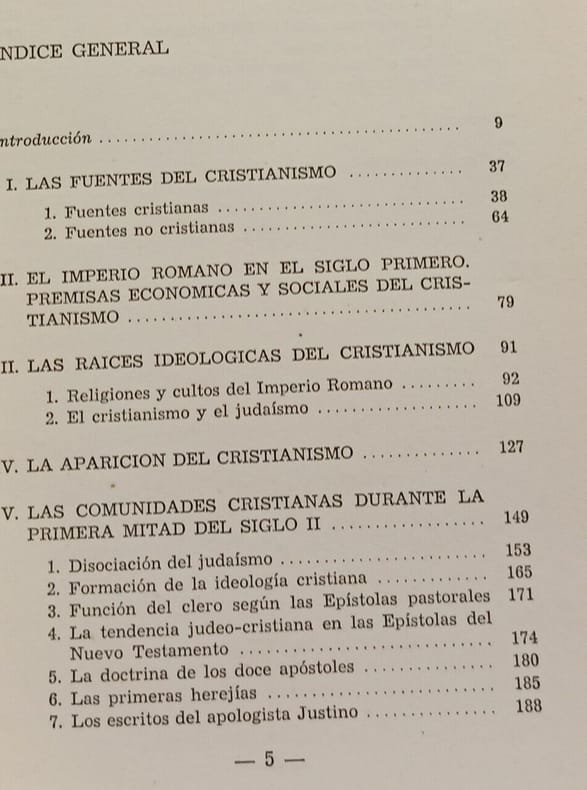 NDICE GENERAL
ntroducción ........................................... 9
I. LAS FUENTES DEL CRISTIANISMO .............. 37
1. Fuentes cristianas .............................. 38
2. Fuentes no cristianas ........................... 64
II. EL IMPERIO ROMANO EN EL SIGLO PRIMERO.
PREMISAS ECONOMICAS Y SOCIALES DEL CRIS-
TIANISMO ......................................... 79
II. LAS RAICES IDEOLOGICAS DEL CRISTIANISMO 91
1. Religiones y cultos del Imperio Romano ......... 92
2. El cristianismo y el judaísmo ................... 109
V. LA APARICION DEL CRISTIANISMO .............. 127
V. LAS COMUNIDADES CRISTIANAS DURANTE LA
PRIMERA MITAD DEL SIGLO II .................. 149
1. Disociación del judaísmo ......................... 153
2. Formación de la ideología cristiana ............. 165
3. Función del clero según las Epístolas pastorales 171
4. La tendencia judeo-cristiana en las Epístolas del
Nuevo Testamento ............................... 174
5. La doctrina de los doce apóstoles ............... 180
6. Las primeras herejías ........................... 185
7. Los escritos del apologista Justino ............... 188
— 5 —